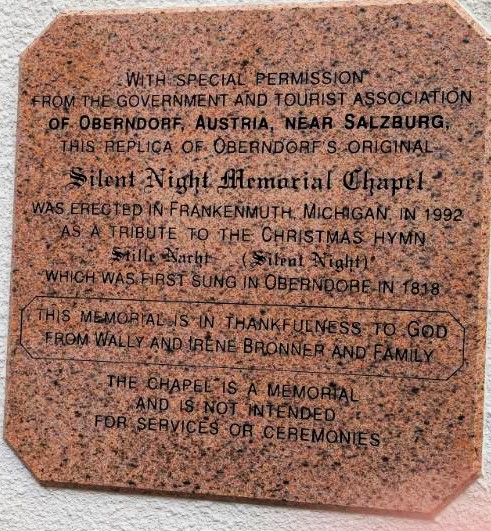 WITH SPECIAL PERMISSION
FROM THE GOVERNMENT AND TOURIST ASSOCIATION
OF OBERNDORF, AUSTRIA, NEAR SALZBURG,
THIS REPLICA OF OBERNDORF'S ORIGINAL
Silent Night Memorial Chapel
WAS ERECTED IN FRANKENMUTH, MICHIGAN, IN 1992
AS A TRIBUTE TO THE CHRISTMAS HYMN
Stille Nacht (Silent Night)
WHICH WAS FIRST SUNG IN OBERNDORF IN 1818
THIS MEMORIAL IS IN THANKFULNESS TO GOD
FROM WALLY AND IRENE BRONNER AND FAMILY
THE CHAPEL IS A MEMORIAL
AND IS NOT INTENDED
FOR SERVICES OR CEREMONIES